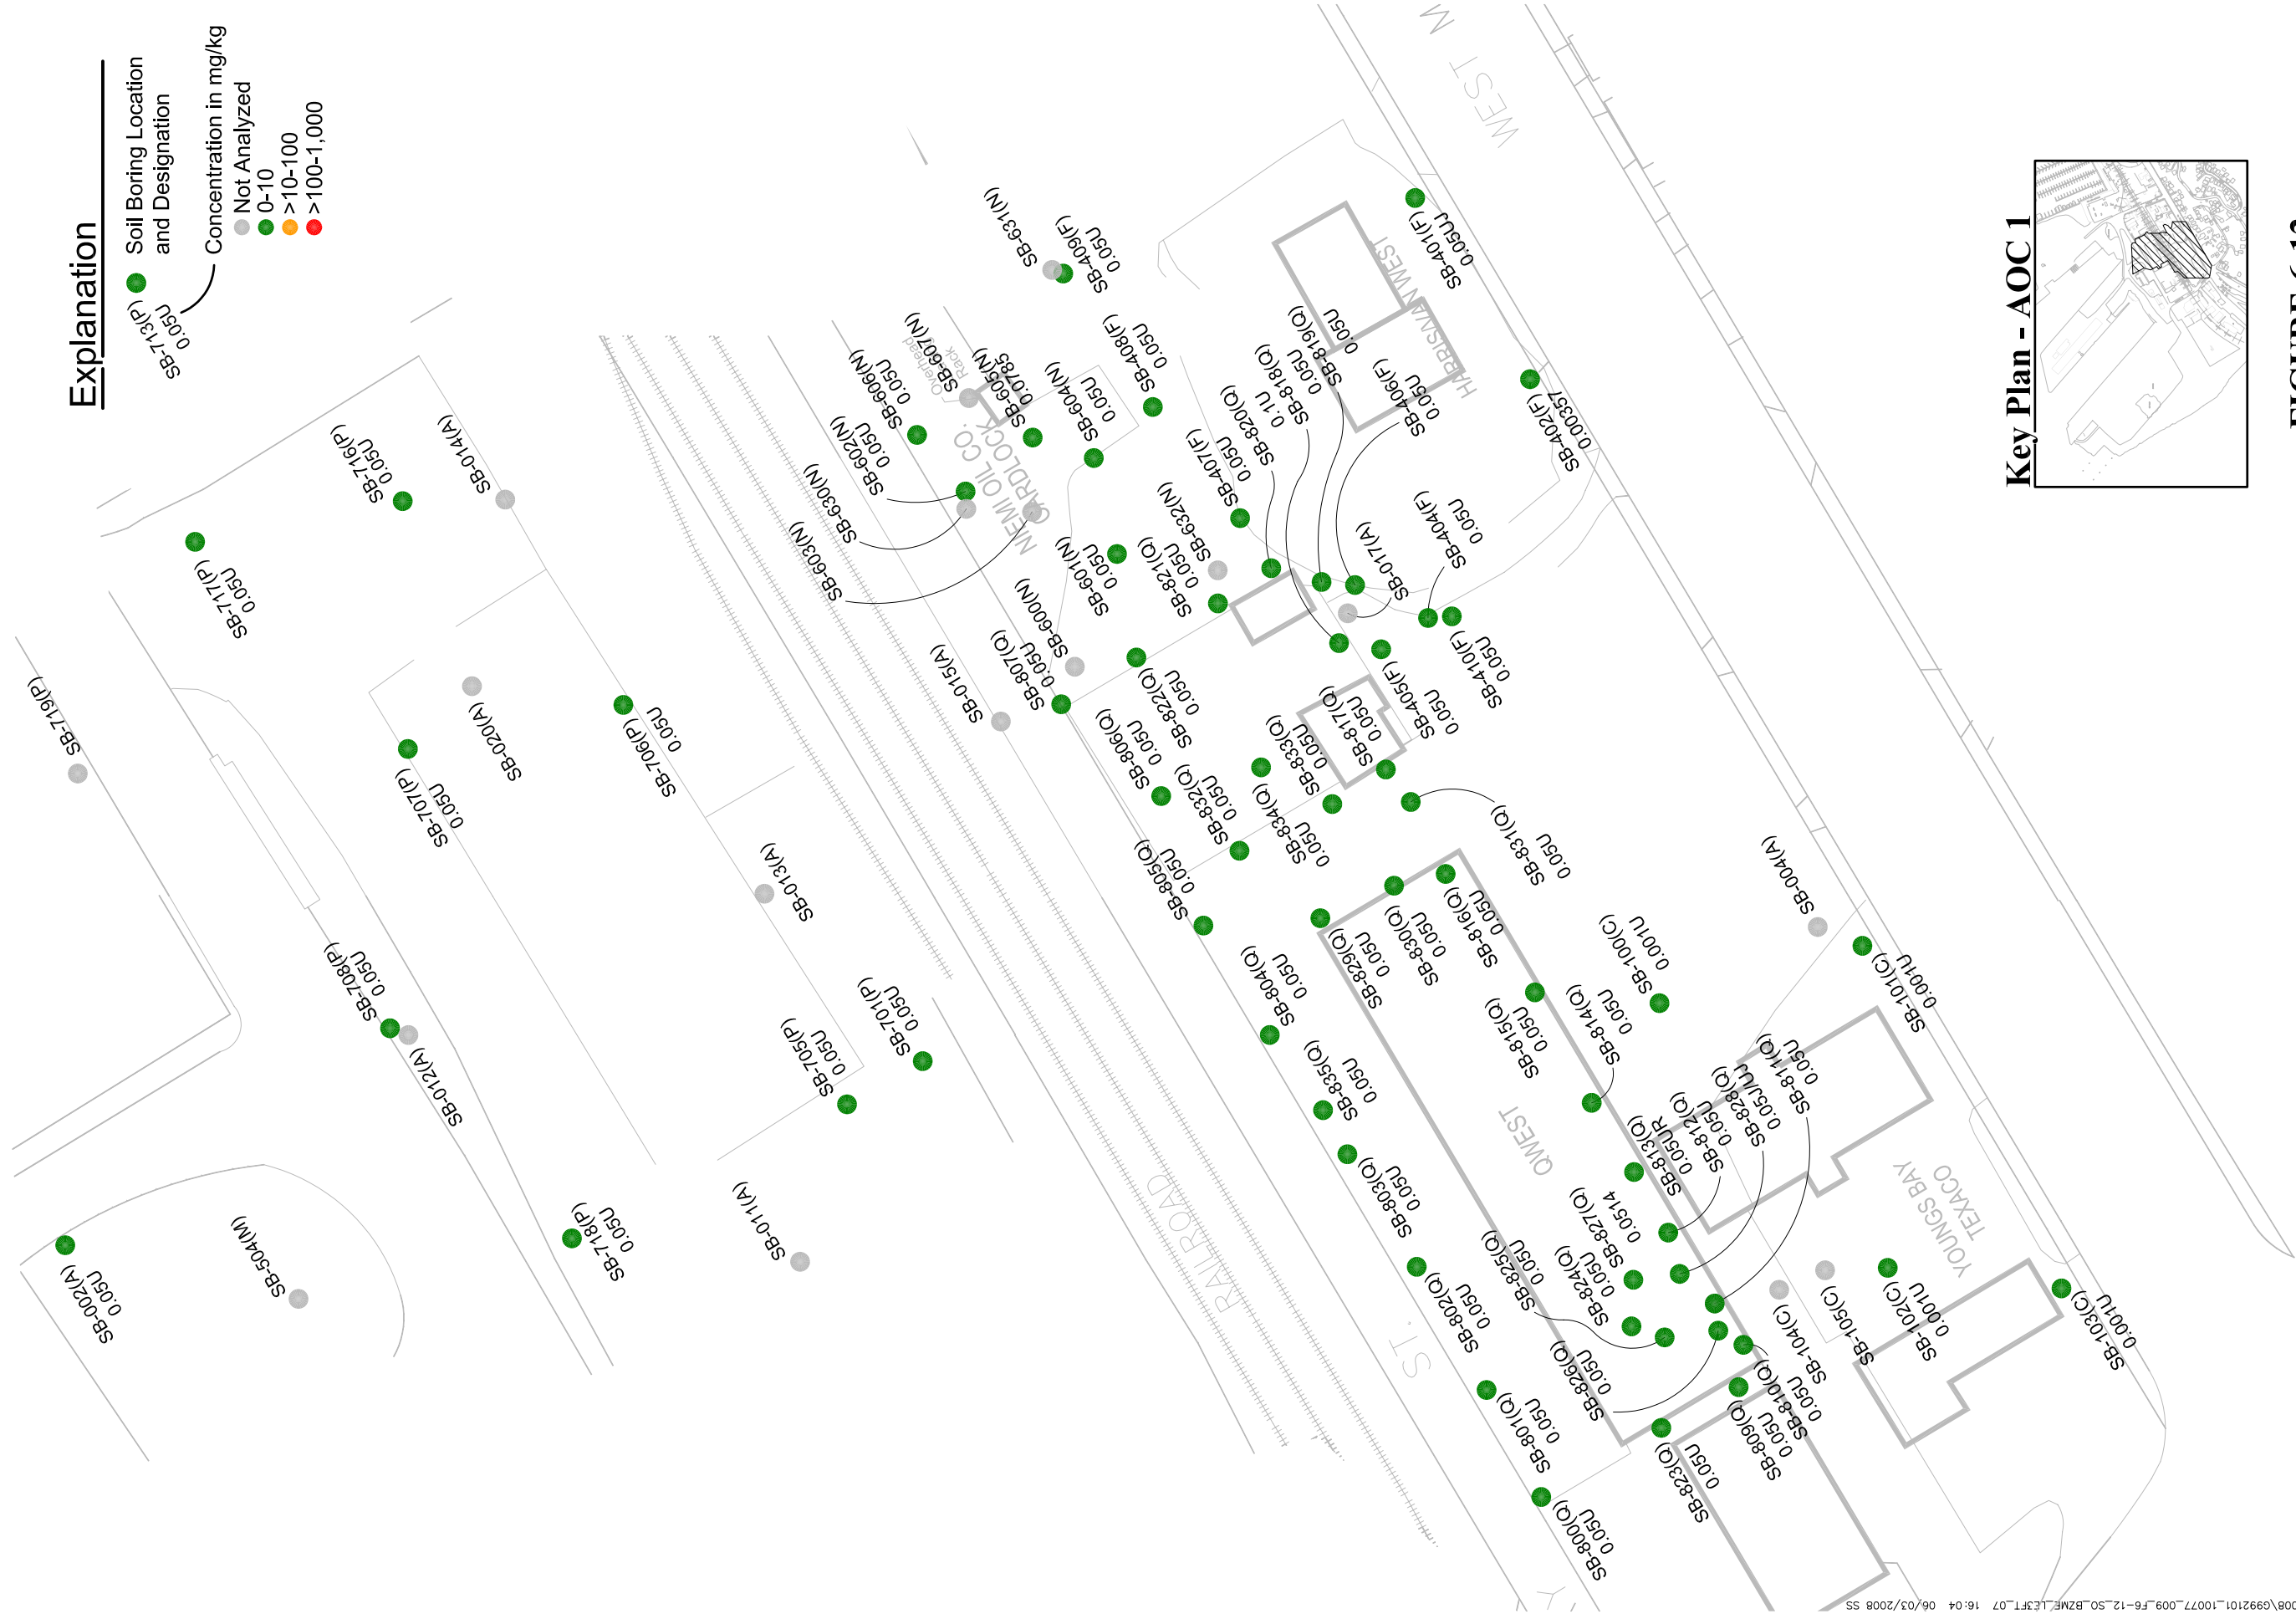 Explanation
SB-713(P)
0.05U
Soil Boring Location
and Designation
Concentration in mg/kg
Not Analyzed
0-10
>10-100
>100-1,000
SB-719(P)
SB-717(P)
0.05U
SB-716(P)
0.05U
SB-014(A)
SB-020(A)
SB-707(P)
0.05U
SB-706(P)
0.05U
SB-708(P)
0.05U
SB-012(A)
SB-013(A)
SB-701(P)
0.05U
SB-705(P)
0.05U
SB-011(A)
SB-718(P)
0.05U
SB-002(A)
0.05U
SB-504(M)
RAILROAD
ST.
SB-631(N)
SB-409(F)
0.05U
SB-408(F)
0.05U
SB-607(N)
Overhead
Rack
SB-606(N)
0.05U
SB-605(N)
0.0785
SB-604(N)
0.05U
SB-602(N)
0.05U
SB-630(N)
SB-603(N)
NIEMI OIL CO.
CARDLOCK
SB-601(N)
0.05U
SB-600(N)
SB-015(A)
SB-807(Q)
0.05U
SB-632(N)
SB-821(Q)
0.05U
SB-407(F)
0.05U
SB-820(Q)
0.1U
SB-818(Q)
0.05U
SB-819(Q)
0.05U
SB-406(F)
0.05U
SB-017(A)
SB-404(F)
0.05U
SB-410(F)
0.05U
SB-405(F)
0.05U
SB-401(F)
0.05UJ
SB-402(F)
0.00357
HARRISNAN WEST
WEST M
SB-822(Q)
0.05U
SB-806(Q)
0.05U
SB-832(Q)
0.05U
SB-834(Q)
0.05U
SB-833(Q)
0.05U
SB-817(Q)
0.05U
SB-831(Q)
0.05U
SB-805(Q)
0.05U
SB-804(Q)
0.05U
SB-829(Q)
0.05U
SB-830(Q)
0.05U
SB-816(Q)
0.05U
SB-815(Q)
0.05U
SB-814(Q)
0.05U
SB-100(C)
0.001U
SB-004(A)
SB-101(C)
0.001U
SB-835(Q)
0.05U
SB-803(Q)
0.05U
SB-802(Q)
0.05U
SB-801(Q)
0.05U
SB-800(Q)
0.05U
QWEST
SB-813(Q)
0.05UR
SB-812(Q)
0.05U
SB-828(Q)
0.05U/UJ
SB-811(Q)
0.05U
SB-827(Q)
0.0514
SB-824(Q)
0.05U
SB-825(Q)
0.05U
SB-826(Q)
0.05U
SB-823(Q)
0.05U
SB-809(Q)
0.05U
SB-810(Q)
0.05U
SB-104(C)
SB-105(C)
SB-102(C)
0.001U
SB-103(C)
0.001U
YOUNGS BAY
TEXACO
Key Plan - AOC 1
08\G992101_10077_009_F6-12_SO_BZME_LE3FT_07 16:04 06/03/2008 SS